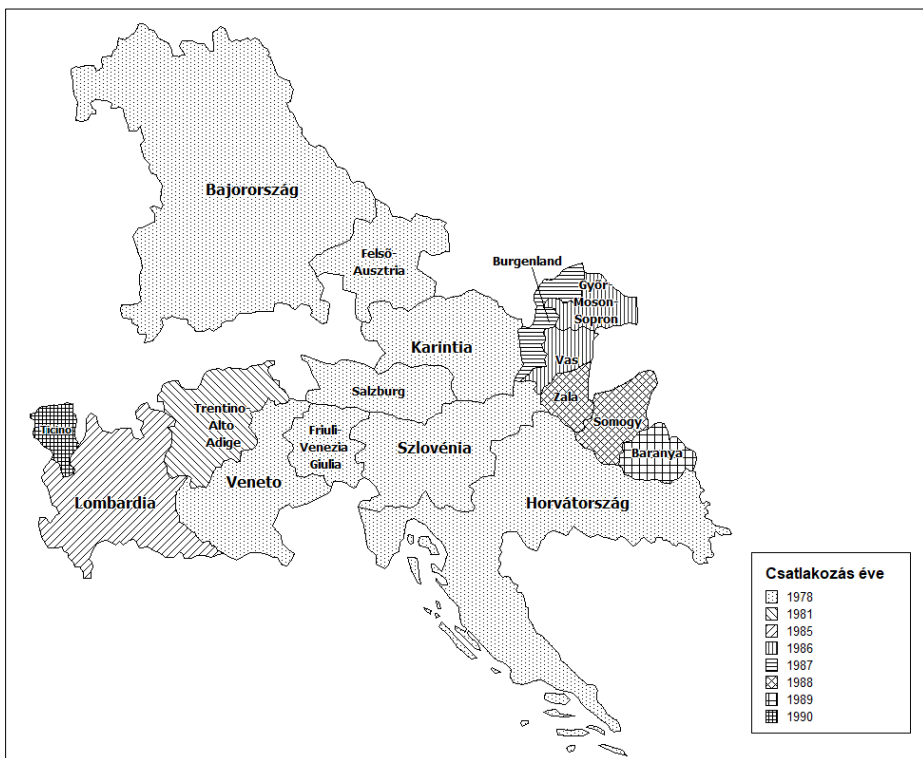 Bajorország
Felső-
Ausztria
Burgenland
Győr
Moson-
Sopron
Karintia
Vas
Salzburg
Zala
Trentino-
Alto
Adige
Somogy
Ticino
Friuli-
Venezia
Giulia
Szlovénia
Baranya
Veneto
Lombardia
Horvátország
Csatlakozás éve
1978
1981
1985
1986
1987
1988
1989
1990